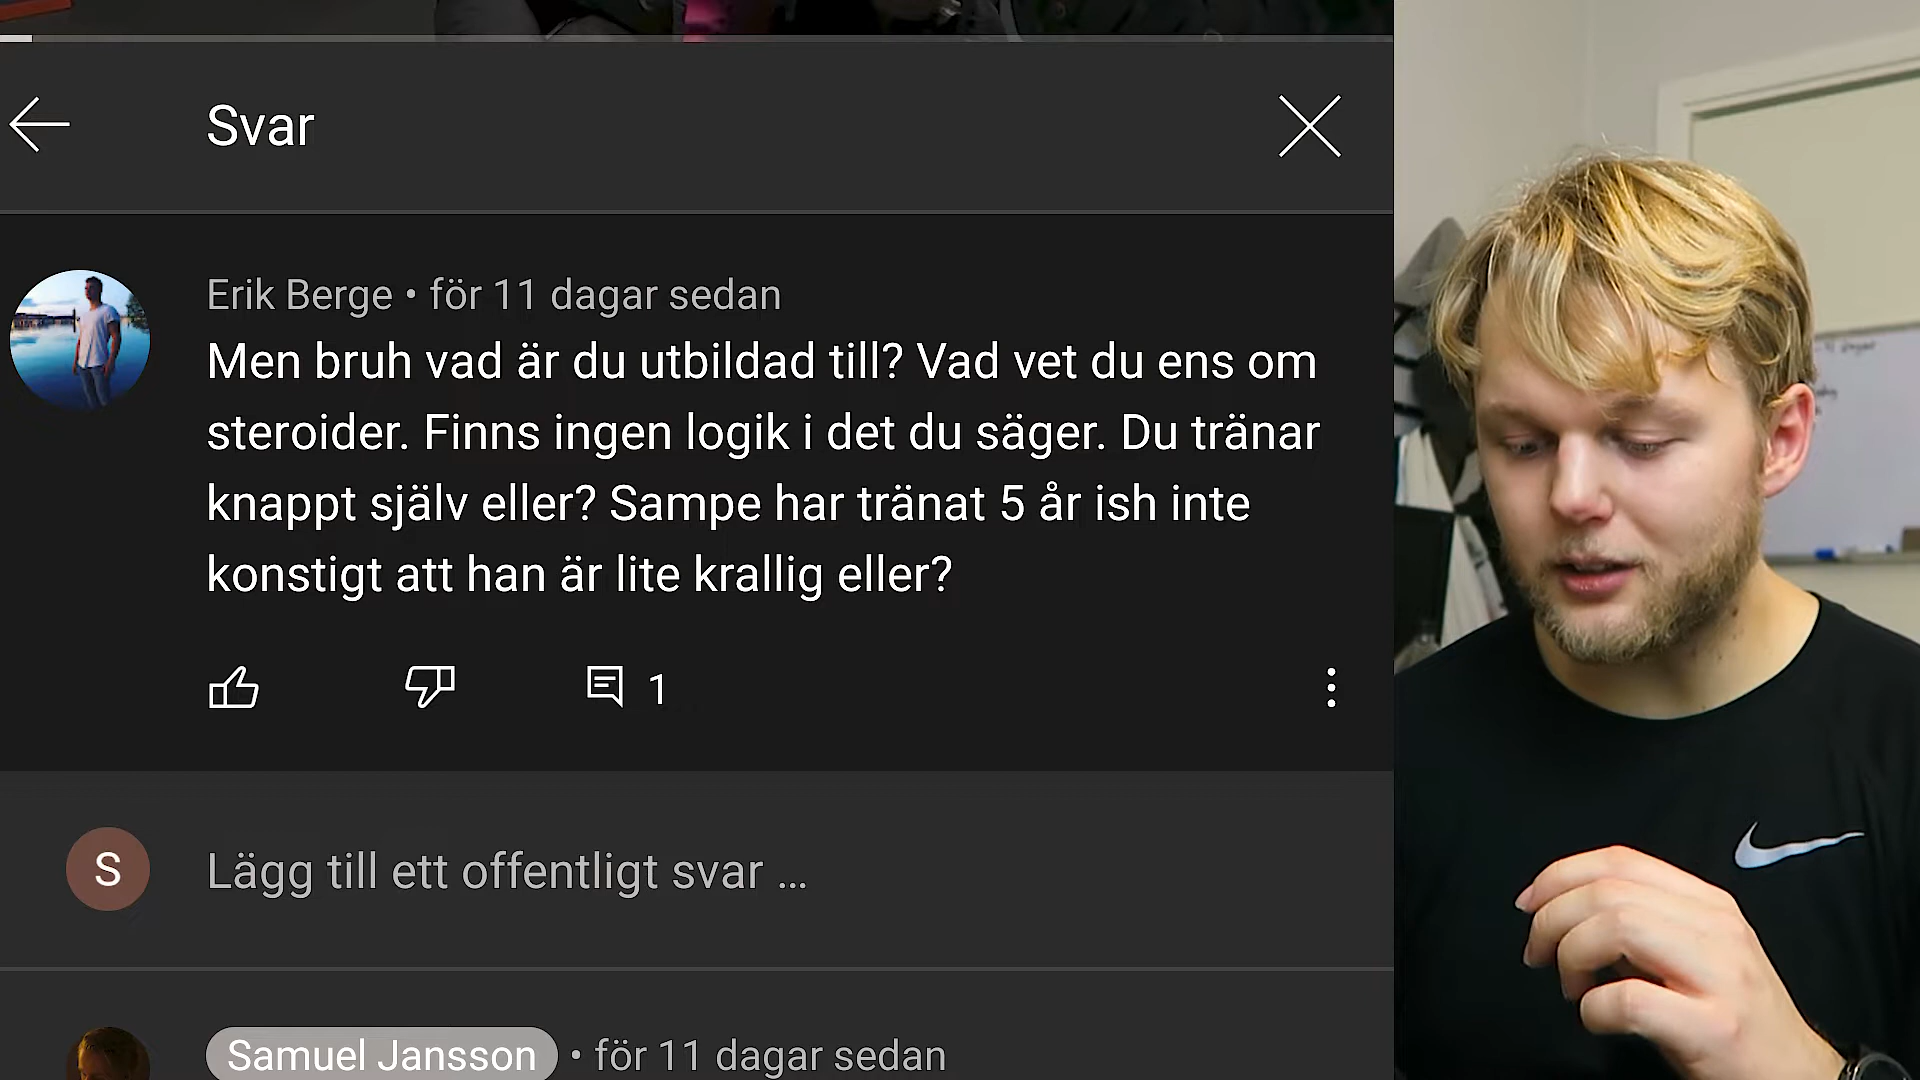 Svar
Erik Berge • för 11 dagar sedan
Men bruh vad är du utbildad till? Vad vet du ens om
steroider. Finns ingen logik i det du säger. Du tränar
knappt själv eller? Sampe har tränat 5 år ish inte
konstigt att han är lite krallig eller?
1
S
Lägg till ett offentligt svar ...
Samuel Jansson • för 11 dagar sedan